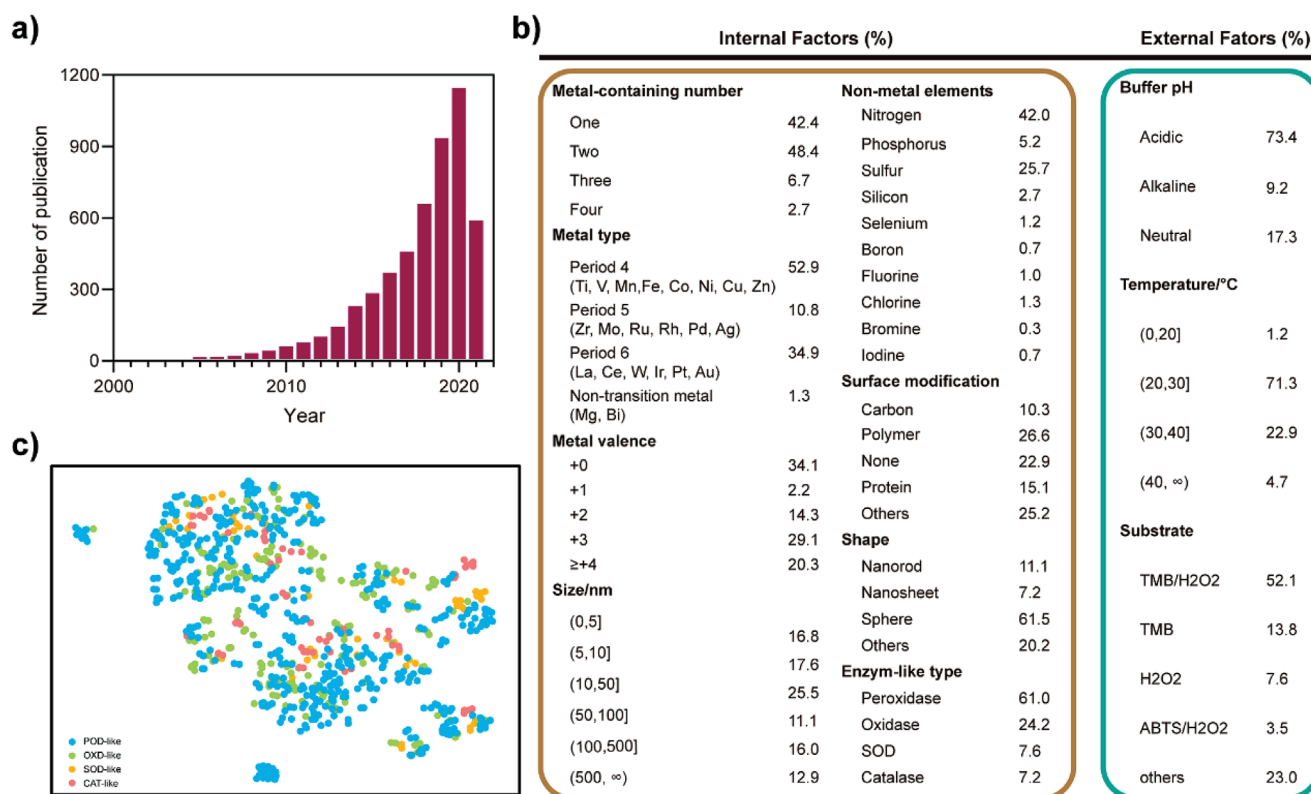 a)
1200
900
600
300
0
2000
2010
2020
Number of publication
Year
b)
Internal Factors (%)
External Fators (%)
Metal-containing number
One 42.4
Two 48.4
Three 6.7
Four 2.7
Metal type
Period 4 52.9
(Ti, V, Mn,Fe, Co, Ni, Cu, Zn)
Period 5 10.8
(Zr, Mo, Ru, Rh, Pd, Ag)
Period 6 34.9
(La, Ce, W, Ir, Pt, Au)
Non-transition metal 1.3
(Mg, Bi)
Metal valence
+0 34.1
+1 2.2
+2 14.3
+3 29.1
≥+4 20.3
Size/nm
(0,5] 16.8
(5,10] 17.6
(10,50] 25.5
(50,100] 11.1
(100,500] 16.0
(500, ∞) 12.9
Non-metal elements
Nitrogen 42.0
Phosphorus 5.2
Sulfur 25.7
Silicon 2.7
Selenium 1.2
Boron 0.7
Fluorine 1.0
Chlorine 1.3
Bromine 0.3
Iodine 0.7
Surface modification
Carbon 10.3
Polymer 26.6
None 22.9
Protein 15.1
Others 25.2
Shape
Nanorod 11.1
Nanosheet 7.2
Sphere 61.5
Others 20.2
Enzym-like type
Peroxidase 61.0
Oxidase 24.2
SOD 7.6
Catalase 7.2
Buffer pH
Acidic 73.4
Alkaline 9.2
Neutral 17.3
Temperature/°C
(0,20] 1.2
(20,30] 71.3
(30,40] 22.9
(40, ∞) 4.7
Substrate
TMB/H2O2 52.1
TMB 13.8
H2O2 7.6
ABTS/H2O2 3.5
others 23.0
c)
POD-like
OXD-like
SOD-like
CAT-like